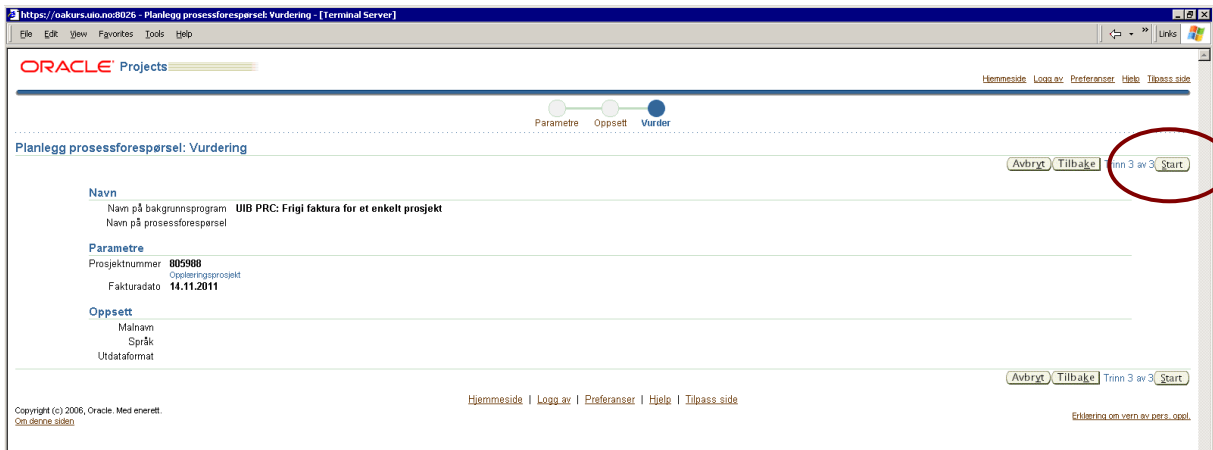 https://oakurs.uio.no:8026 - Planlegg prosessforespørsel: Vurdering - [Terminal Server]
File Edit View Favorites Tools Help
» Links
ORACLE Projects
Hjemmeside Logg av Preferanser Hjelp Tilpass side
Parametre Oppsett Vurder
Planlegg prosessforespørsel: Vurdering
Avbryt Tilbake Trinn 3 av 3 Start
Navn
Navn på bakgrunnsprogram UIB PRC: Frigi faktura for et enkelt prosjekt
Navn på prosessforespørsel
Parametre
Prosjektnummer 805988
Opplæringsprosjekt
Fakturadato 14.11.2011
Oppsett
Malnavn
Språk
Utdataformat
Avbryt Tilbake Trinn 3 av 3 Start
Hjemmeside | Logg av | Preferanser | Hjelp | Tilpass side
Copyright (c) 2006, Oracle. Med enerett.
Om denne siden
Erklæring om vern av pers. oppl.